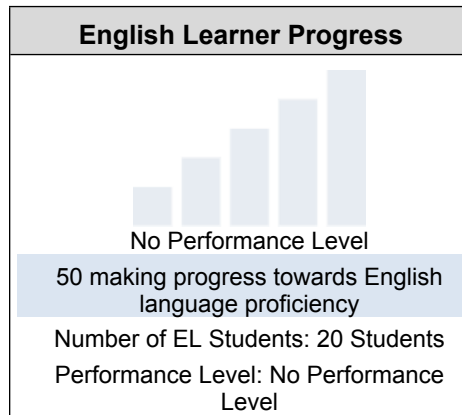 English Learner Progress
No Performance Level
50 making progress towards English
language proficiency
Number of EL Students: 20 Students
Performance Level: No Performance
Level